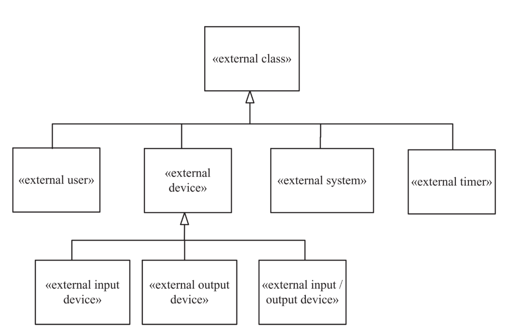 «external class»
«external user»
«external
device»
«external system»
«external timer»
«external input
device»
«external output
device»
«external input /
output device»